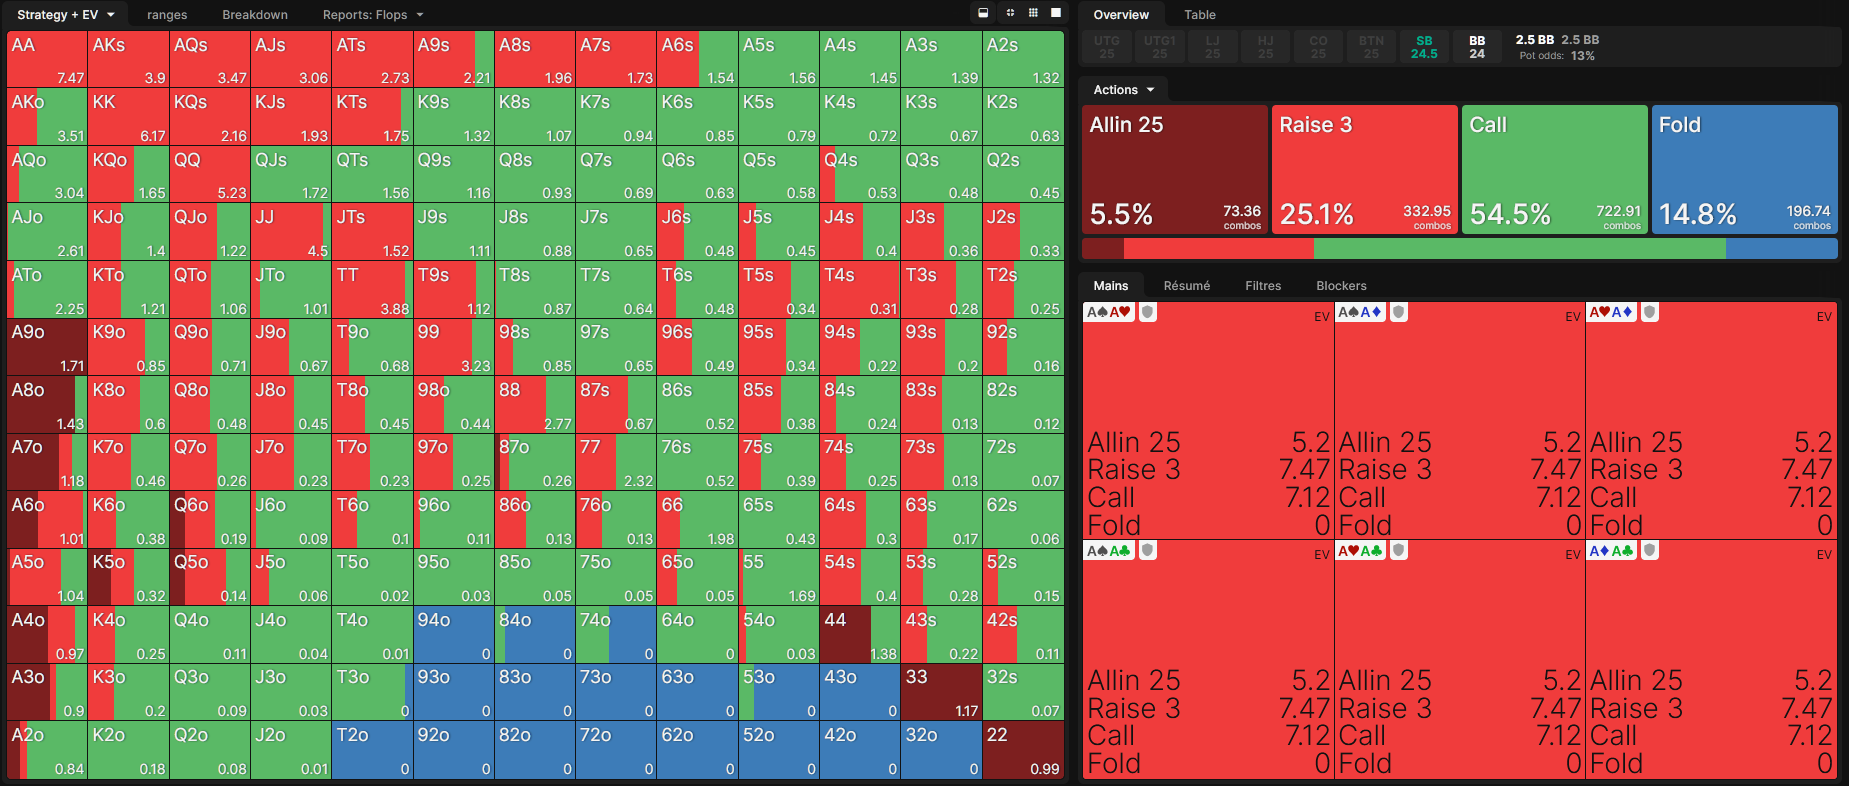 Strategy + EV ranges Breakdown Reports: Flops
AA 7.47 AKs 3.9 AQs 3.47 AJs 3.06 ATs 2.73 A9s 2.21 A8s 1.96 A7s 1.73 A6s 1.54 A5s 1.56 A4s 1.45 A3s 1.39 A2s 1.32
AKo 3.51 KK 6.17 KQs 2.16 KJs 1.93 KTs 1.75 K9s 1.32 K8s 1.07 K7s 0.94 K6s 0.85 K5s 0.79 K4s 0.72 K3s 0.67 K2s 0.63
AQo 3.04 KQo 1.65 QQ 5.23 QJs 1.72 QTs 1.56 Q9s 1.16 Q8s 0.93 Q7s 0.69 Q6s 0.63 Q5s 0.58 Q4s 0.53 Q3s 0.48 Q2s 0.45
AJo 2.61 KJo 1.4 QJo 1.22 JJ 4.5 JTs 1.52 J9s 1.11 J8s 0.88 J7s 0.65 J6s 0.48 J5s 0.45 J4s 0.4 J3s 0.36 J2s 0.33
ATo 2.25 KTo 1.21 QTo 1.06 JTo 1.01 TT 3.88 T9s 1.12 T8s 0.87 T7s 0.64 T6s 0.48 T5s 0.34 T4s 0.31 T3s 0.28 T2s 0.25
A9o 1.71 K9o 0.85 Q9o 0.71 J9o 0.67 T9o 0.68 99 3.23 98s 0.85 97s 0.65 96s 0.49 95s 0.34 94s 0.22 93s 0.2 92s 0.16
A8o 1.43 K8o 0.6 Q8o 0.48 J8o 0.45 T8o 0.45 98o 0.44 88 2.77 87s 0.67 86s 0.52 85s 0.38 84s 0.24 83s 0.13 82s 0.12
A7o 1.18 K7o 0.46 Q7o 0.26 J7o 0.23 T7o 0.23 97o 0.25 87o 0.26 77 2.32 76s 0.52 75s 0.39 74s 0.25 73s 0.13 72s 0.07
A6o 1.01 K6o 0.38 Q6o 0.19 J6o 0.09 T6o 0.1 96o 0.11 86o 0.13 76o 0.13 66 1.98 65s 0.43 64s 0.3 63s 0.17 62s 0.06
A5o 1.04 K5o 0.32 Q5o 0.14 J5o 0.06 T5o 0.02 95o 0.03 85o 0.05 75o 0.05 65o 0.05 55 1.69 54s 0.4 53s 0.28 52s 0.15
A4o 0.97 K4o 0.25 Q4o 0.11 J4o 0.04 T4o 0.01 94o 0 84o 0 74o 0 64o 0 54o 0.03 44 1.38 43s 0.22 42s 0.11
A3o 0.9 K3o 0.2 Q3o 0.09 J3o 0.03 T3o 0 93o 0 83o 0 73o 0 63o 0 53o 0 43o 0 33 1.17 32s 0.07
A2o 0.84 K2o 0.18 Q2o 0.08 J2o 0.01 T2o 0 92o 0 82o 0 72o 0 62o 0 52o 0 42o 0 32o 0 22 0.99
Overview Table
UTG UTG1 LJ HJ CO BTN SB BB 2.5 BB 2.5 BB
25 25 25 25 25 25 24.5 24 Pot odds: 13%
Actions
Allin 25 Raise 3 Call Fold
5.5% 73.36 combos 25.1% 332.95 combos 54.5% 722.91 combos 14.8% 196.74 combos
Mains Résumé Filtres Blockers
A♠A♥ EV A♠A♦ EV A♥A♦ EV
Allin 25 5.2 Allin 25 5.2 Allin 25 5.2
Raise 3 7.47 Raise 3 7.47 Raise 3 7.47
Call 7.12 Call 7.12 Call 7.12
Fold 0 Fold 0 Fold 0
A♠A♣ EV A♥A♣ EV A♦A♣ EV
Allin 25 5.2 Allin 25 5.2 Allin 25 5.2
Raise 3 7.47 Raise 3 7.47 Raise 3 7.47
Call 7.12 Call 7.12 Call 7.12
Fold 0 Fold 0 Fold 0